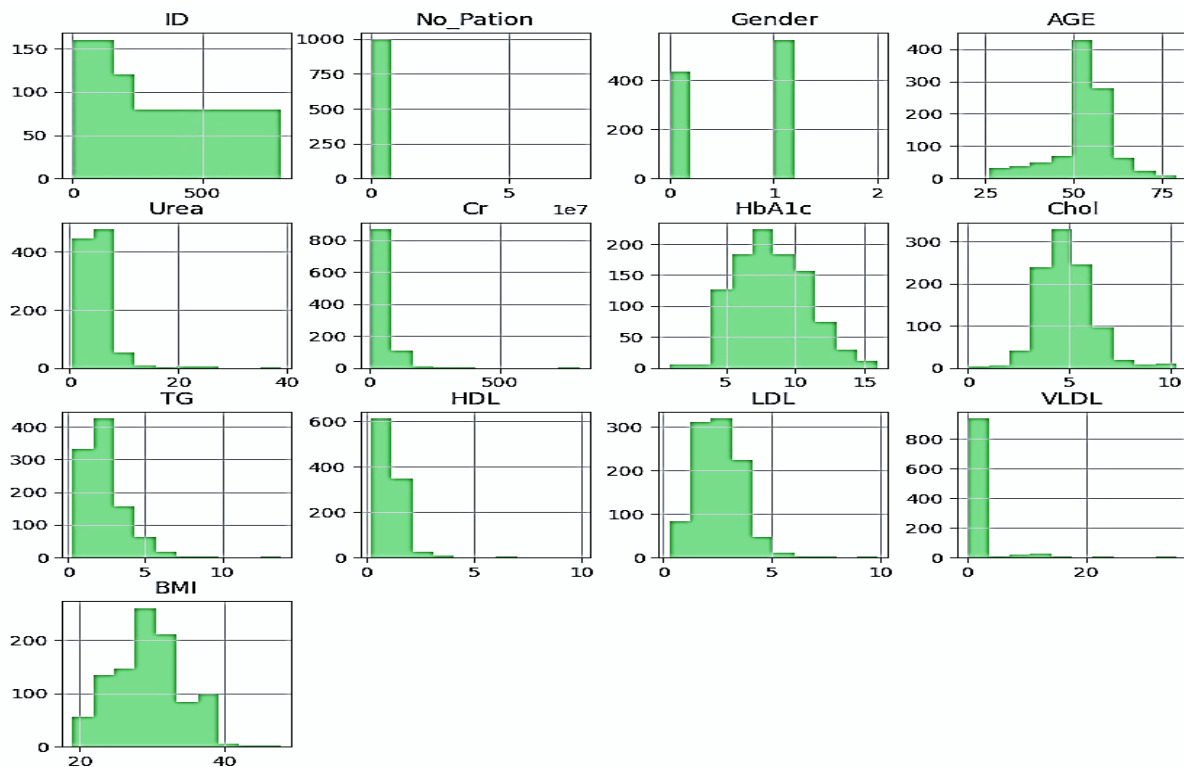 ID No_Pation Gender AGE
150 1000 400 400
100 750 300
50 500 200 200
250 100
0 0 0 0
0 500 0 5 0 1 2 25 50 75
Urea Cr 1e7 HbA1c Chol
400 800 200 300
600 150 200
200 400 100
200 50 100
0 0 0 0
0 20 40 0 500 5 10 15 0 5 10
TG HDL LDL VLDL
400 600 300 800
300 400 200 600
200 400
100 200 100 200
0 0 0 0
0 5 10 0 5 10 0 5 10 0 20
BMI
200
100
0
20 40